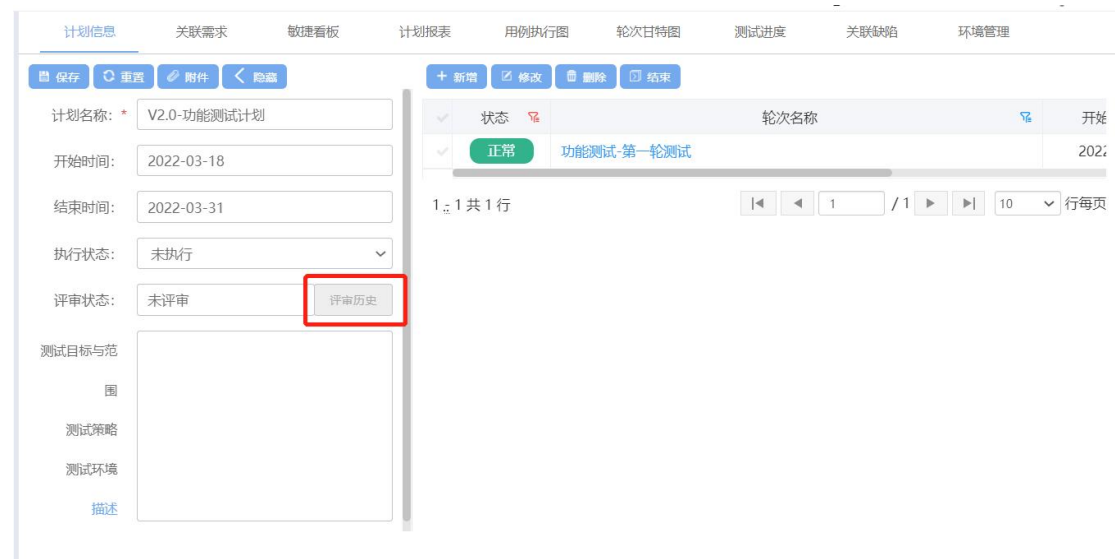 计划信息 关联需求 敏捷看板 计划报表 用例执行图 轮次甘特图 测试进度 关联缺陷 环境管理
保存 重置 附件 隐藏
新增 修改 删除 结束
计划名称: * V2.0-功能测试计划
开始时间: 2022-03-18
结束时间: 2022-03-31
执行状态: 未执行
评审状态: 未评审 评审历史
测试目标与范
围
测试策略
测试环境
描述
状态 轮次名称 开始
正常 功能测试-第一轮测试 2022
1 - 1 共 1 行 1 / 1 10 行每页